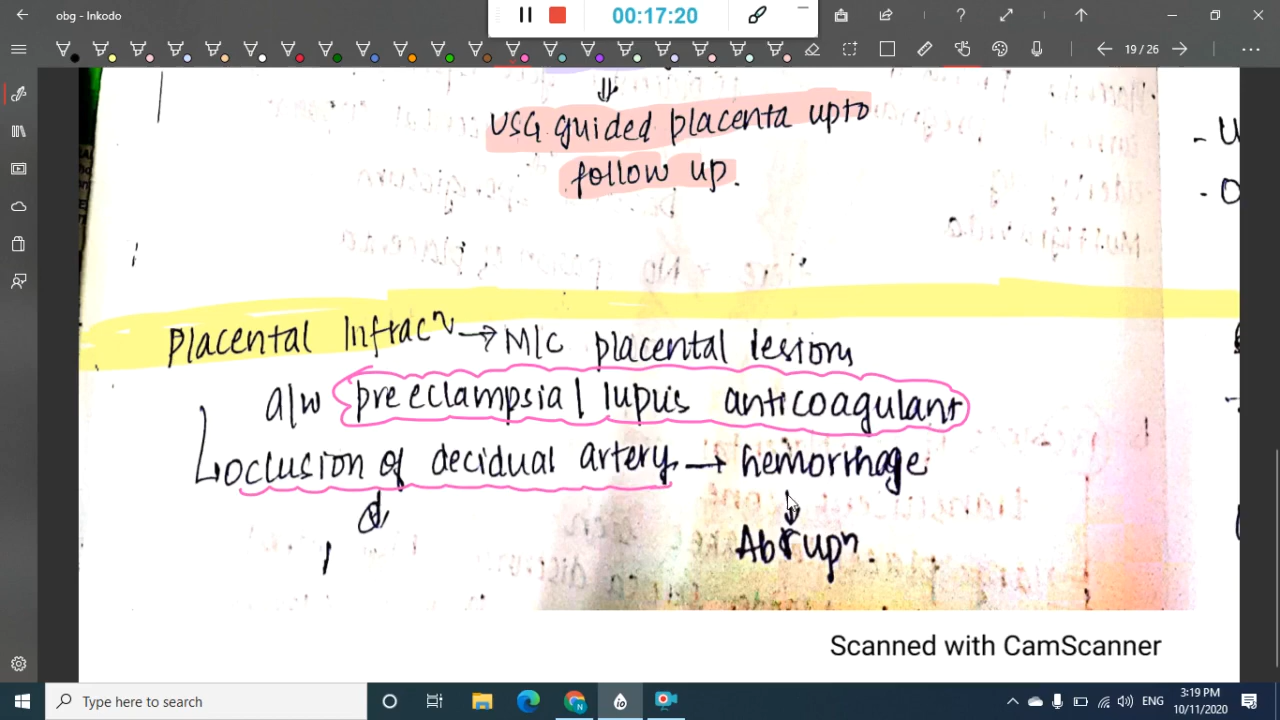 obg - Inkodo
00:17:20
19 / 26
USG guided placenta upto
follow up.
- U
- O
Placental Infracn → M/C placental lesions
a/w preeclampsia | lupus anticoagulant
occlusion of decidual artery → hemorrhage
Abrupn.
Scanned with CamScanner
Type here to search
ENG
3:19 PM
10/11/2020